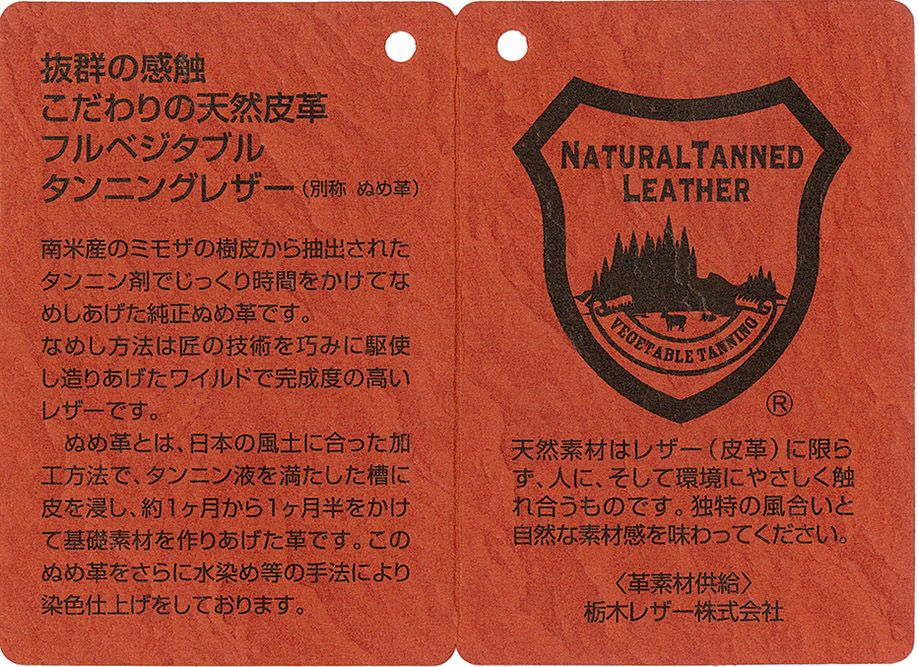 抜群の感触
こだわりの天然皮革
フルベジタブル
タンニングレザー（別称 ぬめ革）
南米産のミモザの樹皮から抽出された
タンニン剤でじっくり時間をかけてな
めしあげた純正ぬめ革です。
なめし方法は匠の技術を巧みに駆使
し造りあげたワイルドで完成度の高い
レザーです。
　ぬめ革とは、日本の風土に合った加
工方法で、タンニン液を満たした槽に
皮を浸し、約1ヶ月から1ヶ月半をかけ
て基礎素材を作りあげた革です。この
ぬめ革をさらに水染め等の手法により
染色仕上げをしております。
NATURAL TANNED
LEATHER
VEGETABLE TANNING
®
天然素材はレザー（皮革）に限ら
ず、人に、そして環境にやさしく触
れ合うものです。独特の風合いと
自然な素材感を味わってください。
〈革素材供給〉
栃木レザー株式会社